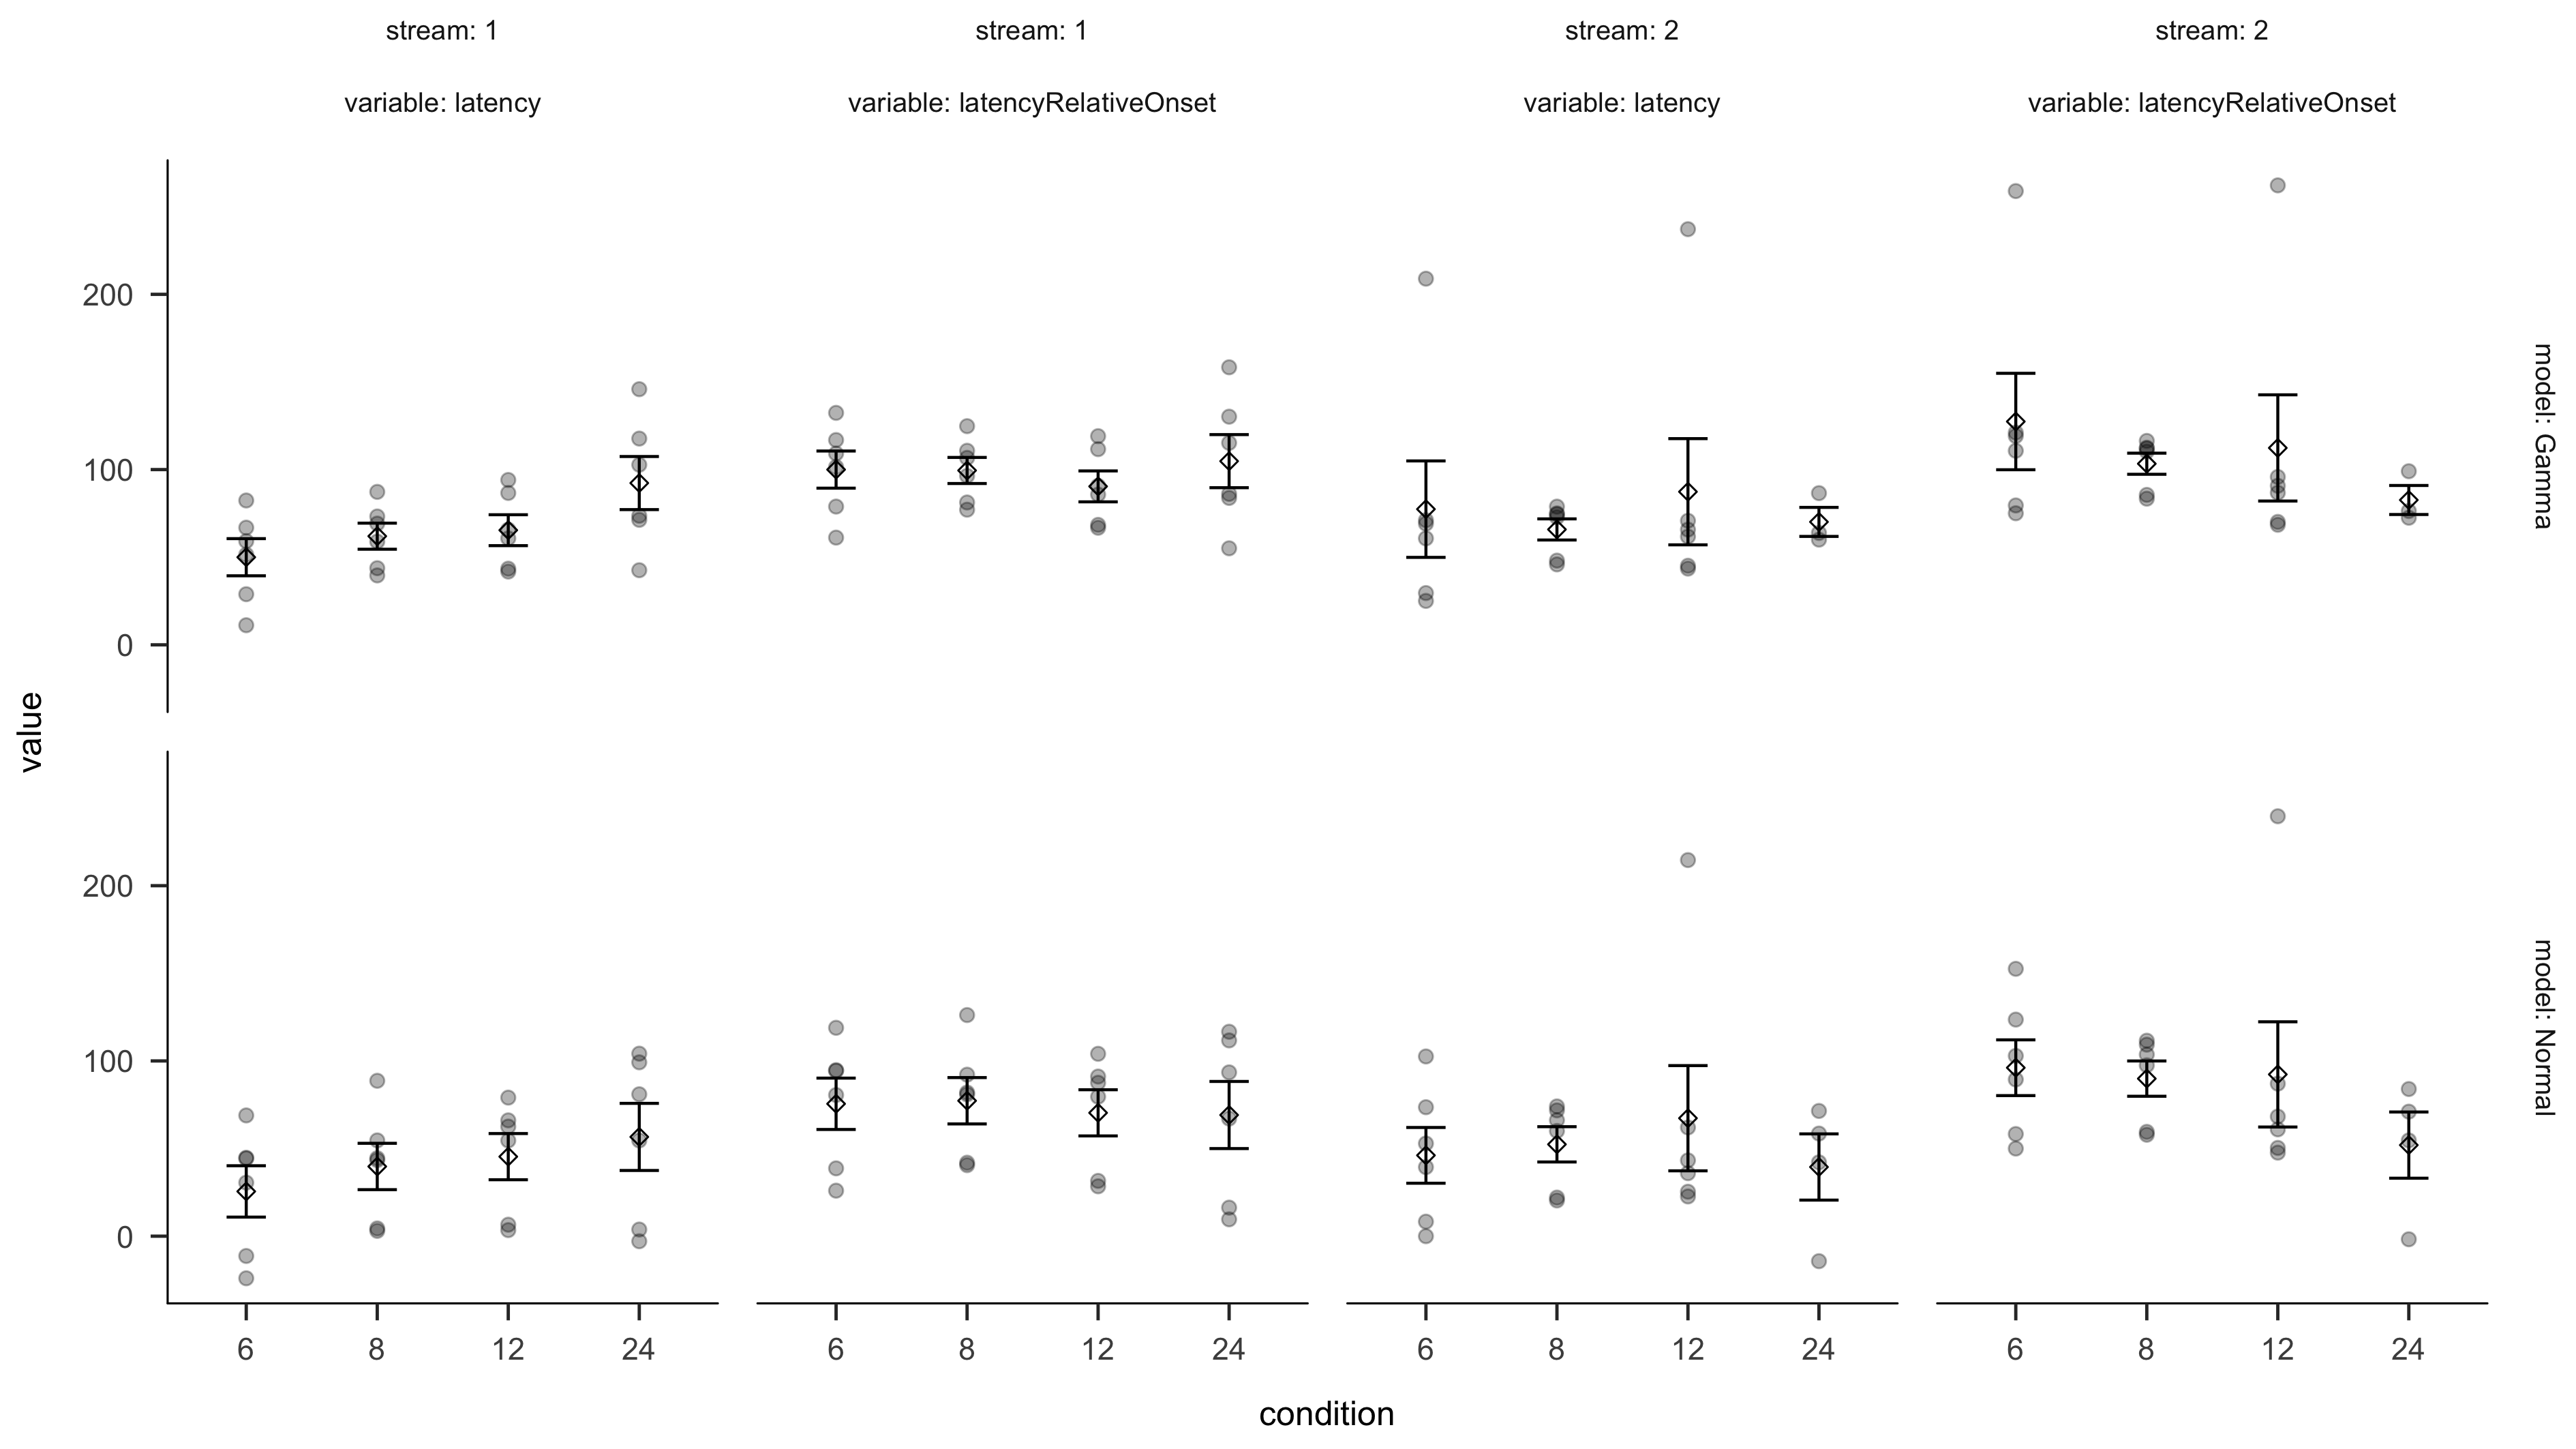 stream: 1
stream: 1
stream: 2
stream: 2
variable: latency
variable: latencyRelativeOnset
variable: latency
variable: latencyRelativeOnset
200
100
0
model: Gamma
value
200
100
0
model: Normal
6 8 12 24
6 8 12 24
6 8 12 24
6 8 12 24
condition